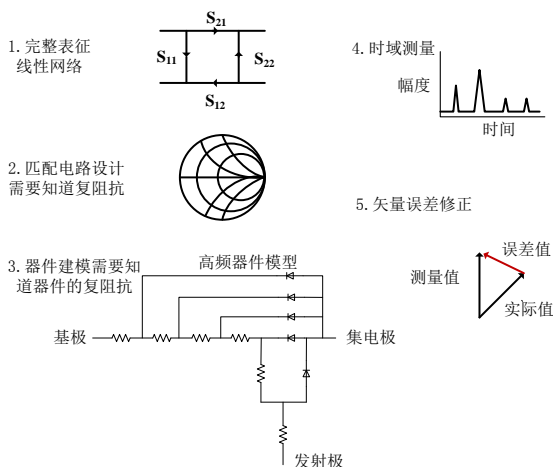 1.完整表征
线性网络
S21
S11
S22
S12
2.匹配电路设计
需要知道复阻抗
3.器件建模需要知
道器件的复阻抗
高频器件模型
基极
集电极
发射极
4.时域测量
幅度
时间
5.矢量误差修正
测量值
误差值
实际值